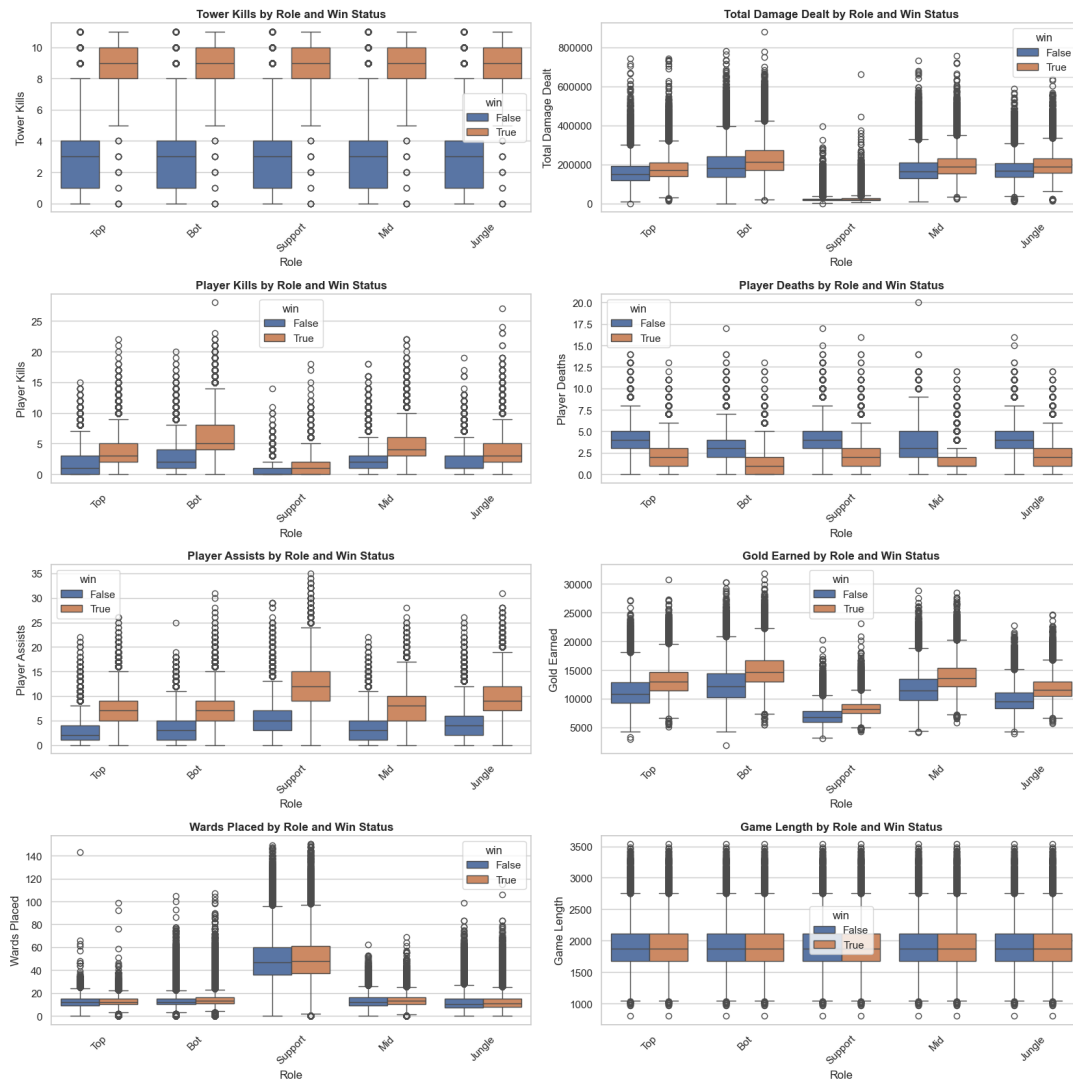 Tower Kills by Role and Win Status
Tower Kills
10
8
6
4
2
0
win
False
True
Top
Bot
Support
Mid
Jungle
Role
Total Damage Dealt by Role and Win Status
Total Damage Dealt
800000
600000
400000
200000
0
win
False
True
Top
Bot
Support
Mid
Jungle
Role
Player Kills by Role and Win Status
Player Kills
25
20
15
10
5
0
win
False
True
Top
Bot
Support
Mid
Jungle
Role
Player Deaths by Role and Win Status
Player Deaths
20.0
17.5
15.0
12.5
10.0
7.5
5.0
2.5
0.0
win
False
True
Top
Bot
Support
Mid
Jungle
Role
Player Assists by Role and Win Status
Player Assists
35
30
25
20
15
10
5
0
win
False
True
Top
Bot
Support
Mid
Jungle
Role
Gold Earned by Role and Win Status
Gold Earned
30000
25000
20000
15000
10000
5000
win
False
True
Top
Bot
Support
Mid
Jungle
Role
Wards Placed by Role and Win Status
Wards Placed
140
120
100
80
60
40
20
0
win
False
True
Top
Bot
Support
Mid
Jungle
Role
Game Length by Role and Win Status
Game Length
3500
3000
2500
2000
1500
1000
win
False
True
Top
Bot
Support
Mid
Jungle
Role